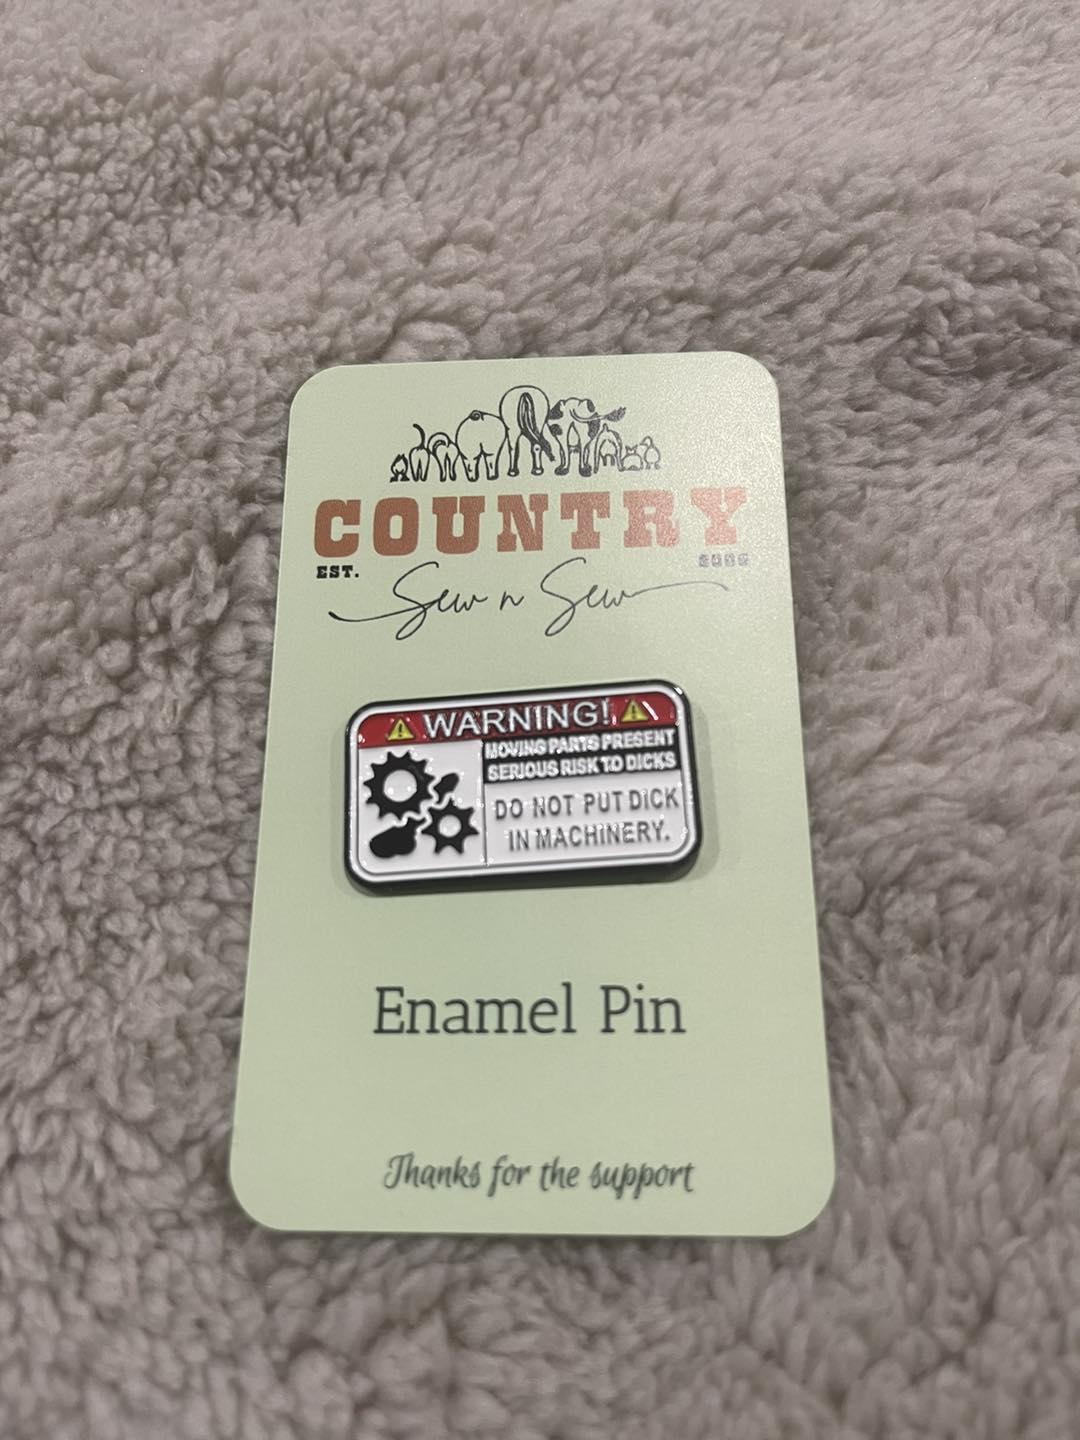 COUNTRY
EST.
Sew n Sew
WARNING!
MOVING PARTS PRESENT
SERIOUS RISK TO DICKS
DO NOT PUT DICK
IN MACHINERY.
Enamel Pin
Thanks for the support